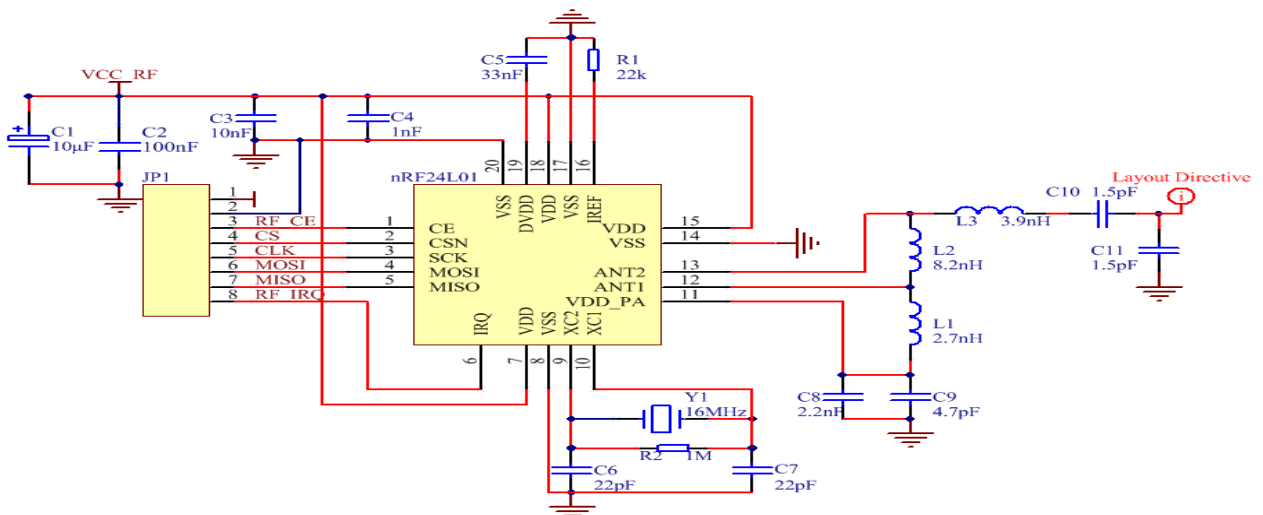 C5
33nF
R1
22k
VCC_RF
C1
10µF
C2
100nF
C3
10nF
C4
1nF
JP1
1
2
3
4
5
6
7
8
RF_CE
CS
CLK
MOSI
MISO
RF_IRQ
nRF24L01
20
19
18
17
16
VSS
DVDD
VDD
VSS
IREF
1
2
3
4
5
CE
CSN
SCK
MOSI
MISO
VDD
VSS
ANT2
ANT1
VDD_PA
15
14
13
12
11
IRQ
VDD
VSS
XC2
XC1
6
7
8
9
10
Layout Directive
i
C10
1.5pF
L3
3.9nH
C11
1.5pF
L2
8.2nH
L1
2.7nH
C8
2.2nF
C9
4.7pF
Y1
16MHz
R2
1M
C6
22pF
C7
22pF